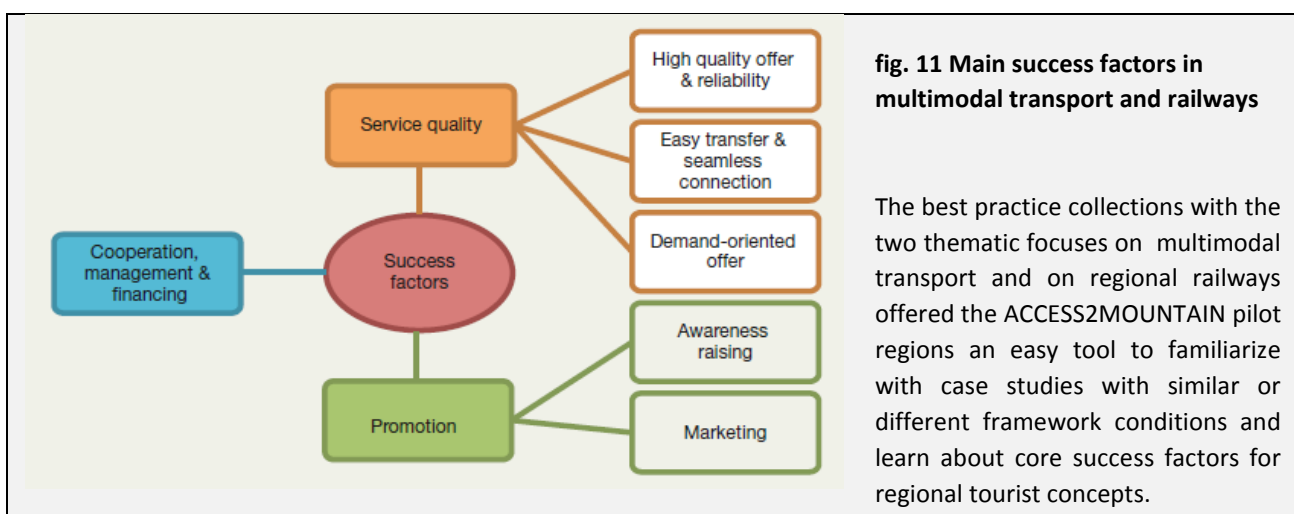 High quality offer
& reliability
Service quality
Easy transfer &
seamless
connection
Demand-oriented
offer
Cooperation,
management &
financing
Success
factors
Awareness
raising
Promotion
Marketing
fig. 11 Main success factors in
multimodal transport and railways
The best practice collections with the
two thematic focuses on multimodal
transport and on regional railways
offered the ACCESS2MOUNTAIN pilot
regions an easy tool to familiarize
with case studies with similar or
different framework conditions and
learn about core success factors for
regional tourist concepts.